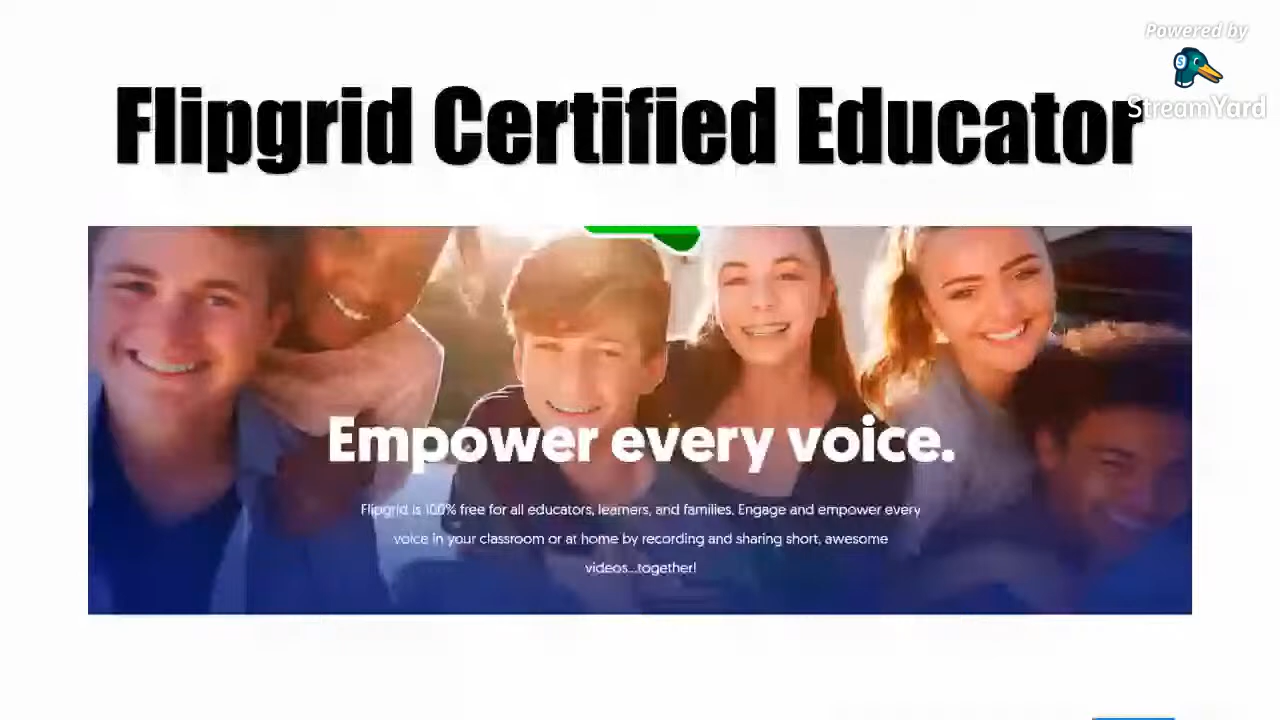 Powered by
StreamYard
Flipgrid Certified Educator
Empower every voice.
Flipgrid is 100% free for all educators, learners, and families. Engage and empower every
voice in your classroom or at home by recording and sharing short, awesome
videos...together!